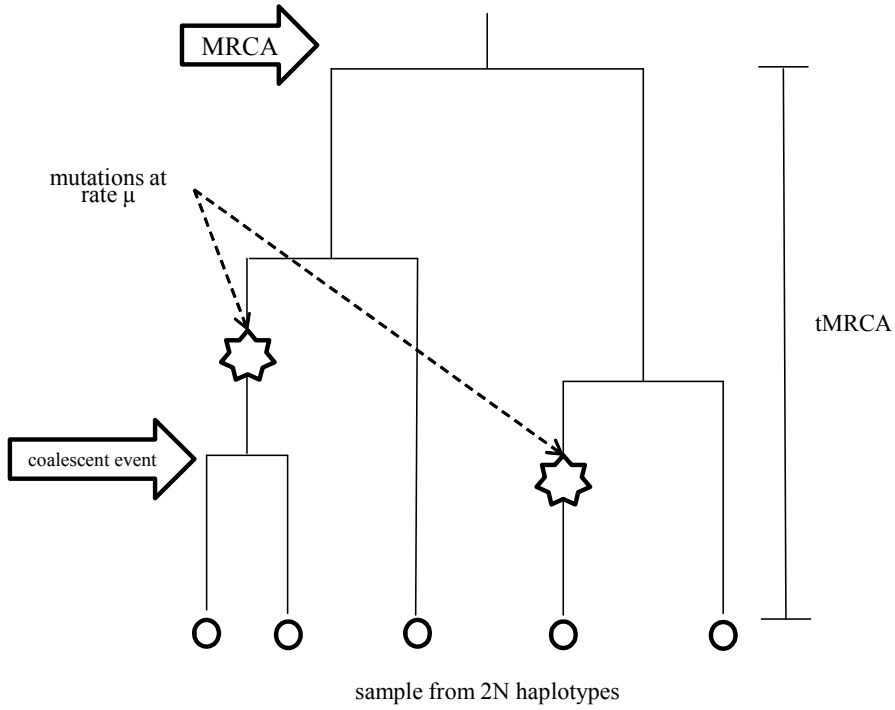 MRCA
mutations at
rate μ
tMRCA
coalescent event
sample from 2N haplotypes